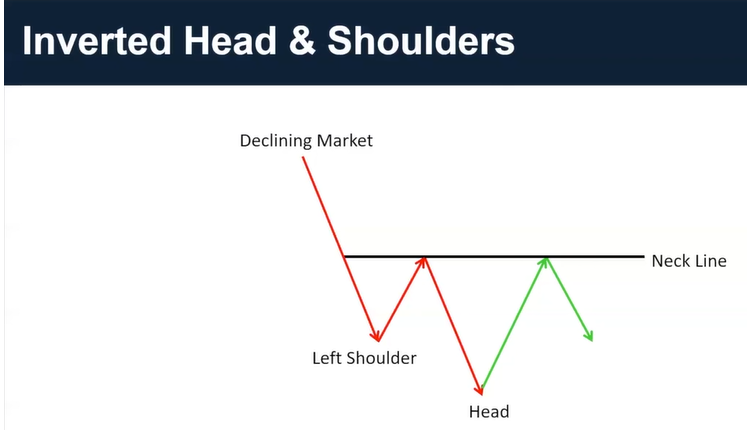 Inverted Head & Shoulders
Declining Market
Neck Line
Left Shoulder
Head